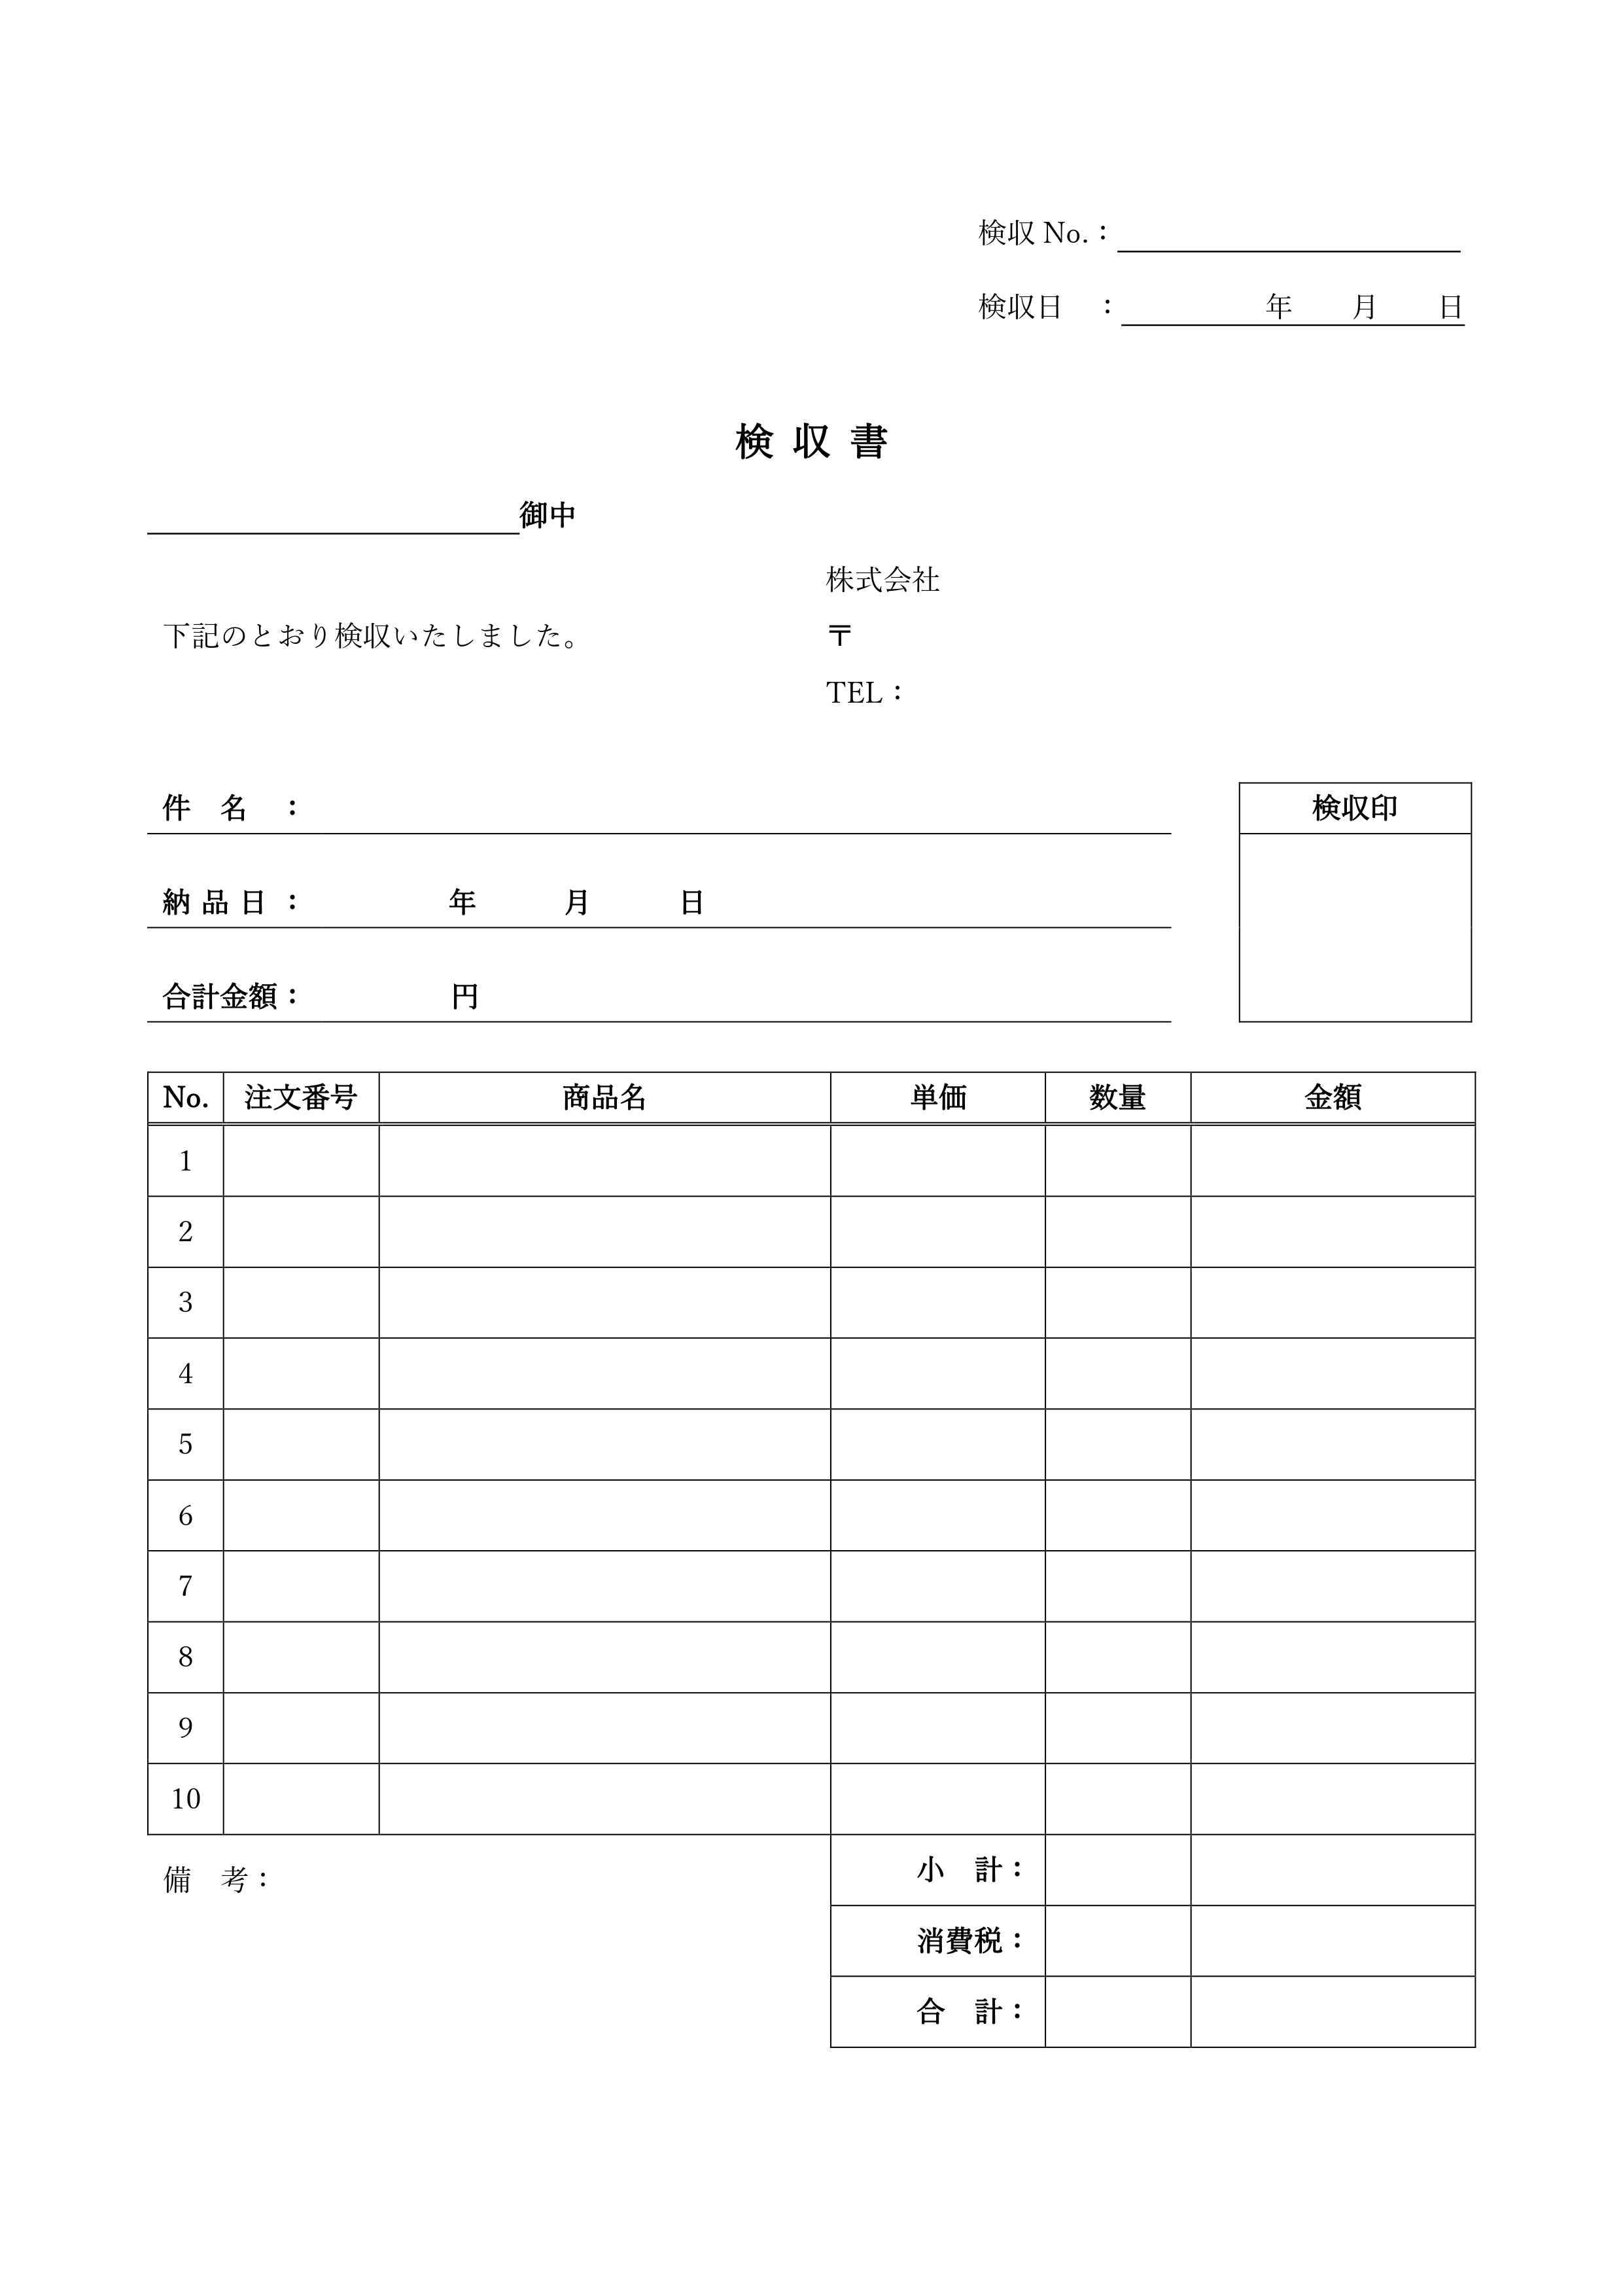 検収 No.：
検収日　：　　　　　年　　月　　日
検 収 書
御中
株式会社
下記のとおり検収いたしました。
〒
TEL：
件　名　：
検収印
納 品 日 ：　　　　　年　　　月　　　日
合計金額：　　　　　円
No. 注文番号 商品名 単価 数量 金額
1
2
3
4
5
6
7
8
9
10
備　考：
小　計：
消費税：
合　計：